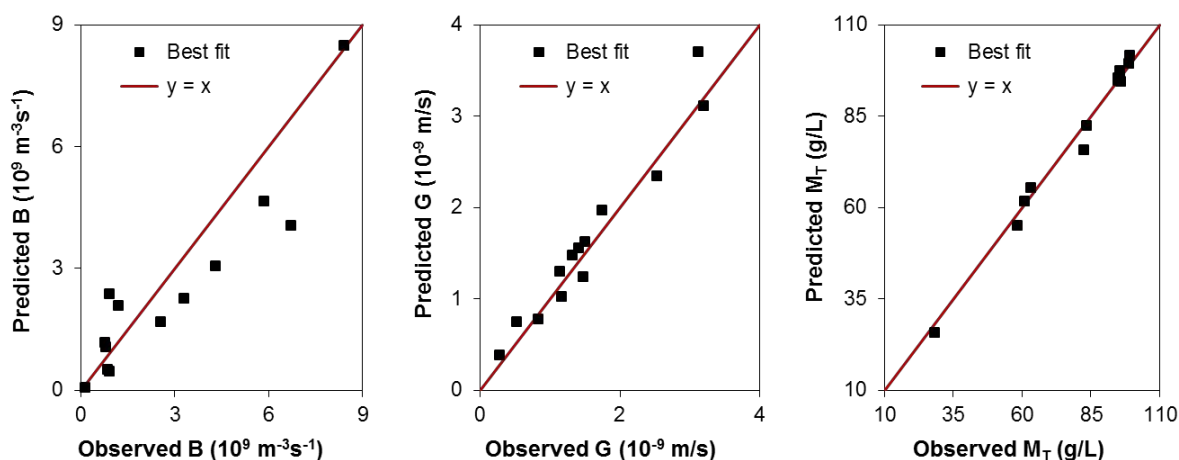 Predicted B (10⁹ m⁻³s⁻¹)
9
6
3
0
Best fit
y = x
0
3
6
9
Observed B (10⁹ m⁻³s⁻¹)
Predicted G (10⁻⁹ m/s)
4
3
2
1
0
Best fit
y = x
0
2
4
Observed G (10⁻⁹ m/s)
Predicted M_T (g/L)
110
85
60
35
10
Best fit
y = x
10
35
60
85
110
Observed M_T (g/L)